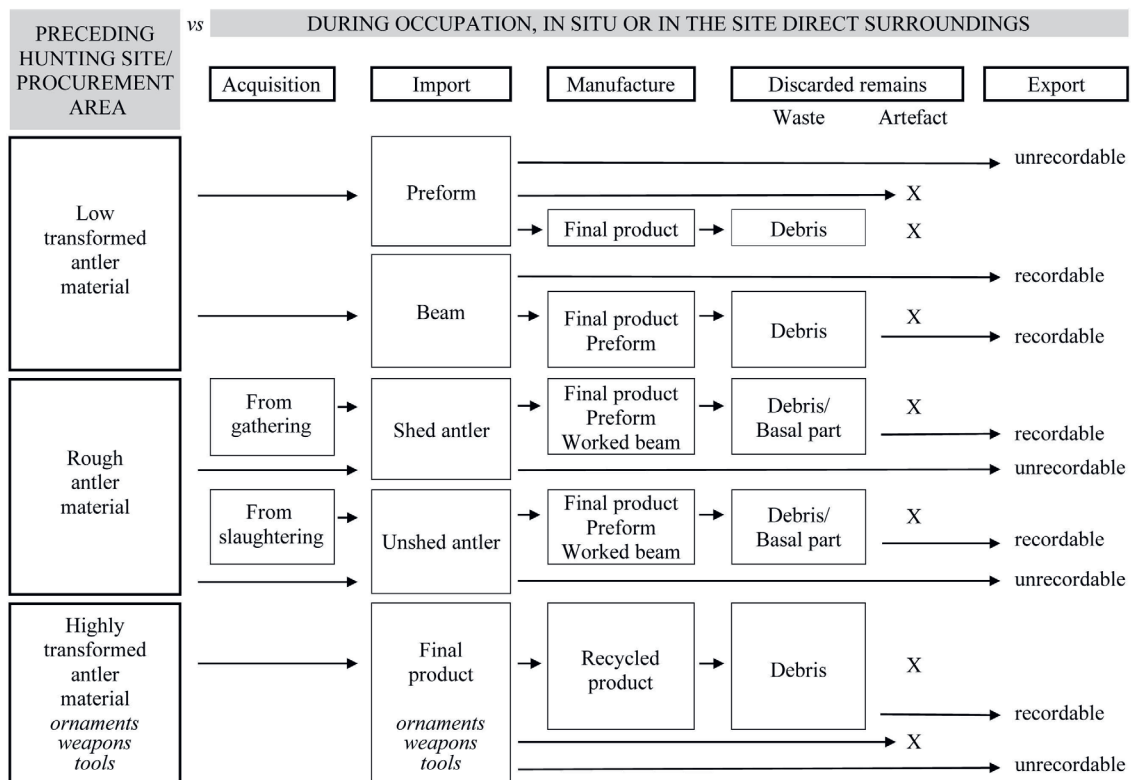 PRECEDING
HUNTING SITE/
PROCUREMENT
AREA
vs
DURING OCCUPATION, IN SITU OR IN THE SITE DIRECT SURROUNDINGS
Acquisition
Import
Manufacture
Discarded remains
Export
Waste
Artefact
Low
transformed
antler
material
Preform
unrecordable
X
Final product
Debris
X
Beam
recordable
Final product
Preform
Debris
X
recordable
Rough
antler
material
From
gathering
Shed antler
Final product
Preform
Worked beam
Debris/
Basal part
X
recordable
unrecordable
From
slaughtering
Unshed antler
Final product
Preform
Worked beam
Debris/
Basal part
X
recordable
unrecordable
Highly
transformed
antler
material
ornaments
weapons
tools
Final
product
ornaments
weapons
tools
Recycled
product
Debris
X
recordable
X
unrecordable